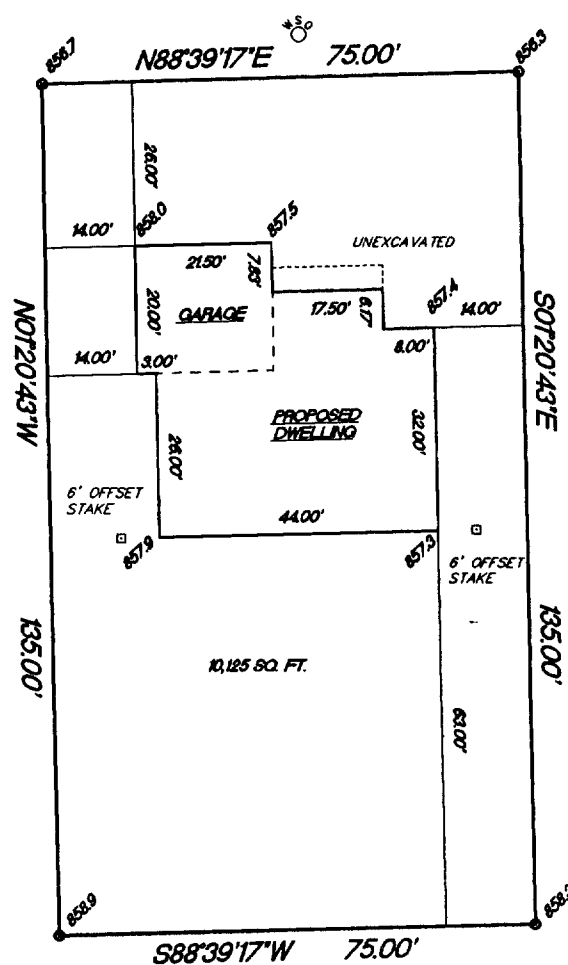 WSO
856.7
N88°39'17"E 75.00'
856.3
26.00'
14.00'
858.0
857.5
UNEXCAVATED
21.50'
7.83'
857.4
20.00'
GARAGE
17.50'
6.17'
14.00'
N01°20'43"W
S01°20'43"E
14.00'
3.00'
8.00'
PROPOSED
DWELLING
32.00'
26.00'
6' OFFSET
STAKE
44.00'
857.9
857.3
6' OFFSET
STAKE
135.00'
135.00'
10,125 SQ. FT.
63.00'
858.9
S88°39'17"W 75.00'